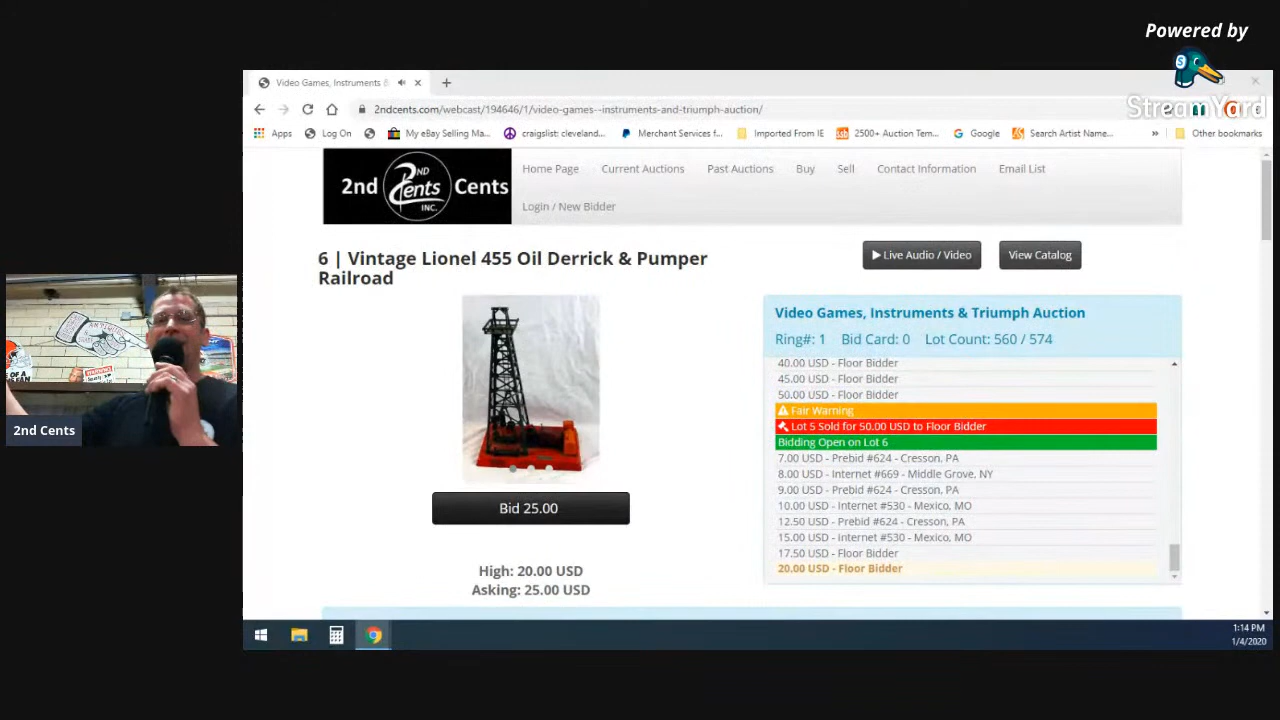 Powered by
S
StreamYard
Video Games, Instruments &
2ndcents.com/webcast/194646/1/video-games--instruments-and-triumph-auction/
Apps
Log On
My eBay Selling Ma...
craigslist: cleveland...
Merchant Services f...
Imported From IE
2500+ Auction Tem...
Google
Search Artist Name...
»
Other bookmarks
2nd
2ND
Cents
INC.
Cents
Home Page
Current Auctions
Past Auctions
Buy
Sell
Contact Information
Email List
Login / New Bidder
6 | Vintage Lionel 455 Oil Derrick & Pumper
Railroad
Live Audio / Video
View Catalog
Bid 25.00
High: 20.00 USD
Asking: 25.00 USD
Video Games, Instruments & Triumph Auction
Ring#: 1 Bid Card: 0 Lot Count: 560 / 574
40.00 USD - Floor Bidder
45.00 USD - Floor Bidder
50.00 USD - Floor Bidder
Fair Warning
Lot 5 Sold for 50.00 USD to Floor Bidder
Bidding Open on Lot 6
7.00 USD - Prebid #624 - Cresson, PA
8.00 USD - Internet #669 - Middle Grove, NY
9.00 USD - Prebid #624 - Cresson, PA
10.00 USD - Internet #530 - Mexico, MO
12.50 USD - Prebid #624 - Cresson, PA
15.00 USD - Internet #530 - Mexico, MO
17.50 USD - Floor Bidder
20.00 USD - Floor Bidder
WARNING
2nd Cents
1:14 PM
1/4/2020